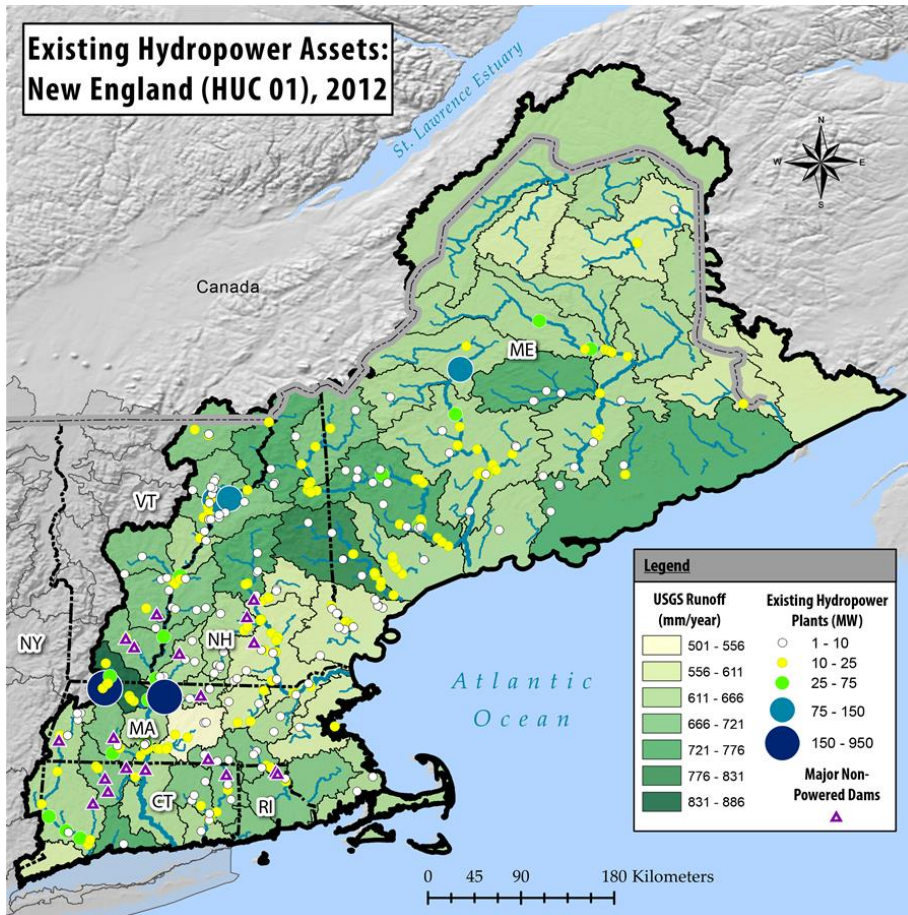 Existing Hydropower Assets:
New England (HUC 01), 2012
St. Lawrence Estuary
N
W E
S
Canada
ME
VT
NY
NH
MA
CT
RI
Atlantic
Ocean
Legend
USGS Runoff
(mm/year)
501 - 556
556 - 611
611 - 666
666 - 721
721 - 776
776 - 831
831 - 886
Existing Hydropower
Plants (MW)
1 - 10
10 - 25
25 - 75
75 - 150
150 - 950
Major Non-
Powered Dams
0 45 90 180 Kilometers